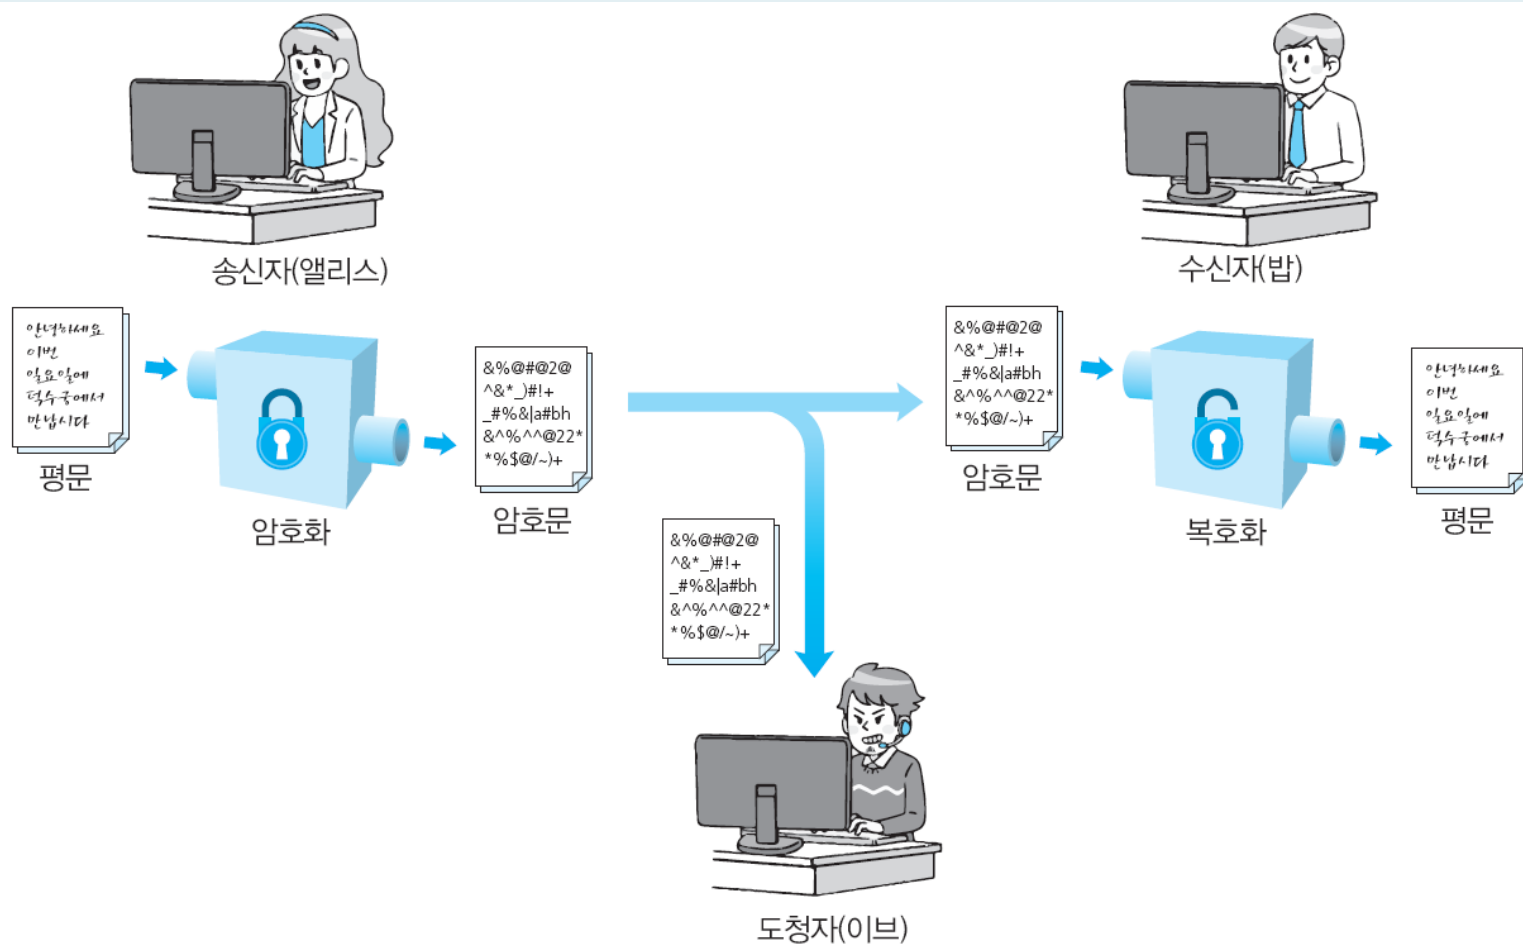 송신자(앨리스)
수신자(밥)
안녕하세요
이번
일요일에
덕수궁에서
만납시다
평문
암호화
&%@#@2@
^&*_)#!+
_#%&|a#bh
&^%^^@22*
*%$@/~)+
암호문
&%@#@2@
^&*_)#!+
_#%&|a#bh
&^%^^@22*
*%$@/~)+
암호문
복호화
안녕하세요
이번
일요일에
덕수궁에서
만납시다
평문
&%@#@2@
^&*_)#!+
_#%&|a#bh
&^%^^@22*
*%$@/~)+
도청자(이브)